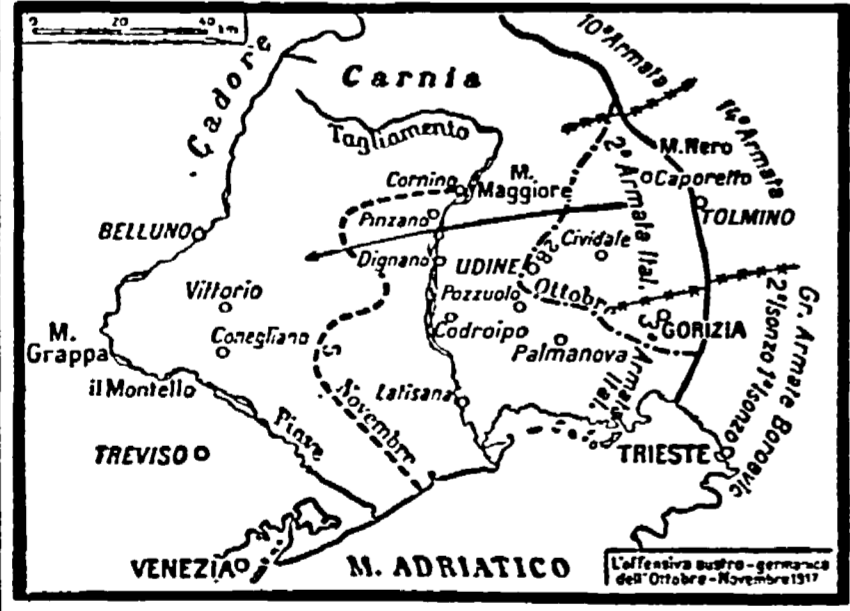 0 20 40 km
10ª Armata
Cadore
Carnia
14ª Armata
Tagliamento
M. Nero
2ª Armata Ital.
Cornino
M.
Maggiore
Caporetto
Pinzano
TOLMINO
BELLUNO
Cividale
Dignano
UDINE
28 Ottobr.
Vittorio
Pozzuolo
GORIZIA
M.
Grappa
Conegliano
Codroipo
Palmanova
3ª Armata
Ital.
Gr. Armate Boroevic
2ª Isonzo 1ª Isonzo
il Montello
5 Novembre
Latisana
Piave
TREVISO
TRIESTE
VENEZIA
M. ADRIATICO
L'offensiva austro-germanica
dell'Ottobre-Novembre 1917